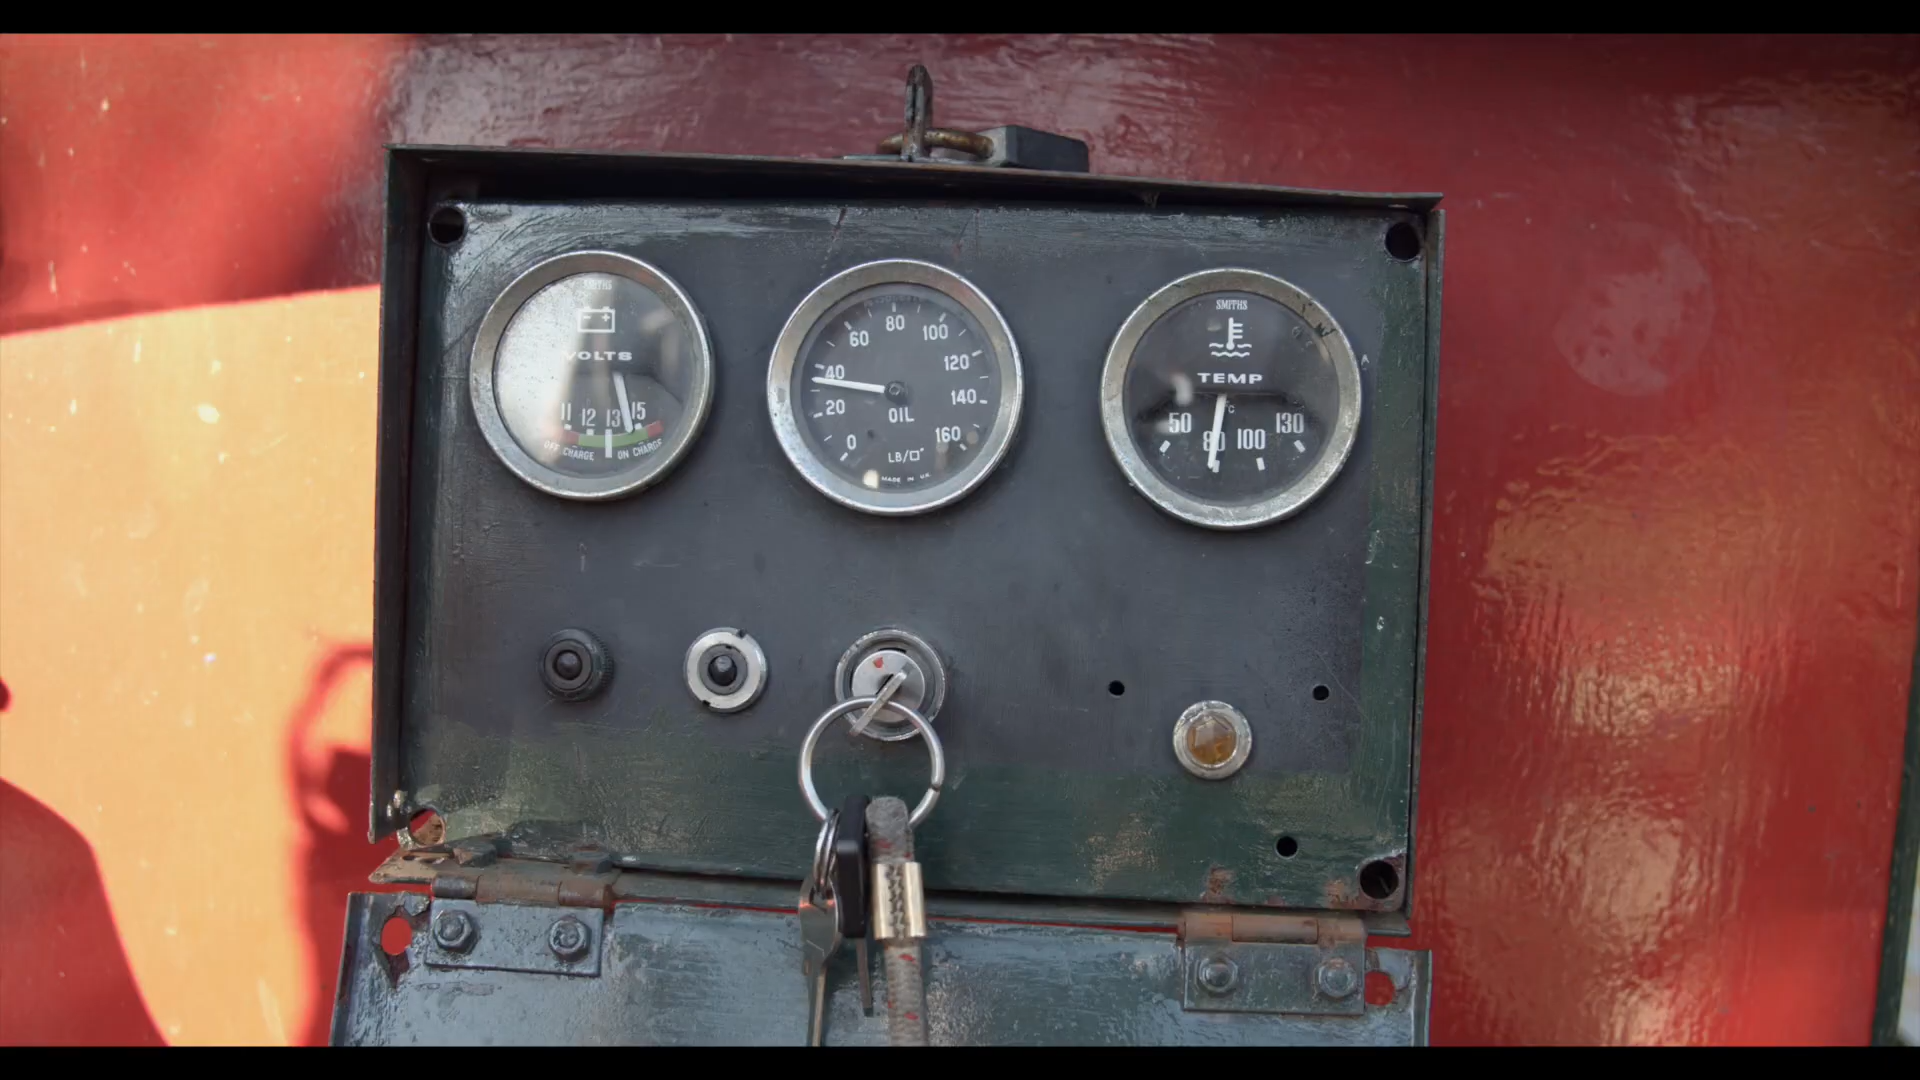 SMITHS
VOLTS
11 12 13 15
OFF CHARGE ON CHARGE
0 20 40 60 80 100 120 140 160
OIL
LB/□"
MADE IN U.K.
SMITHS
TEMP
°C
50 80 100 130